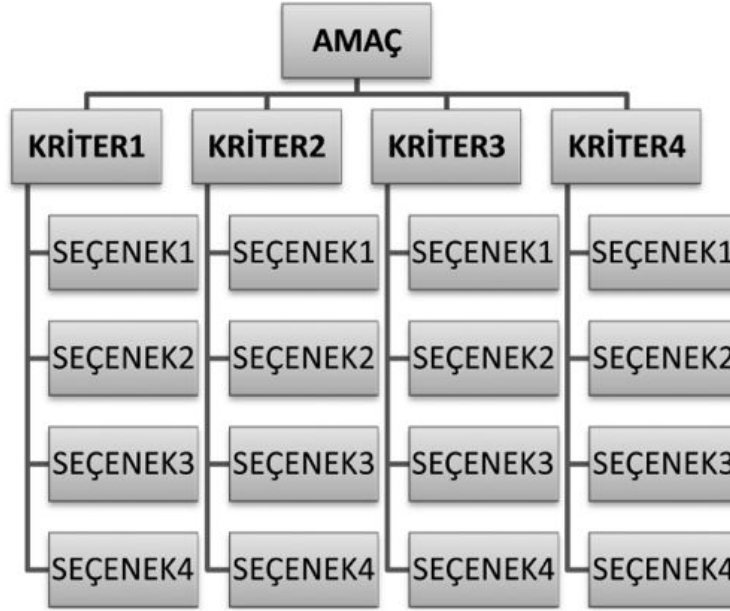 AMAÇ
KRİTER1 KRİTER2 KRİTER3 KRİTER4
SEÇENEK1 SEÇENEK1 SEÇENEK1 SEÇENEK1
SEÇENEK2 SEÇENEK2 SEÇENEK2 SEÇENEK2
SEÇENEK3 SEÇENEK3 SEÇENEK3 SEÇENEK3
SEÇENEK4 SEÇENEK4 SEÇENEK4 SEÇENEK4